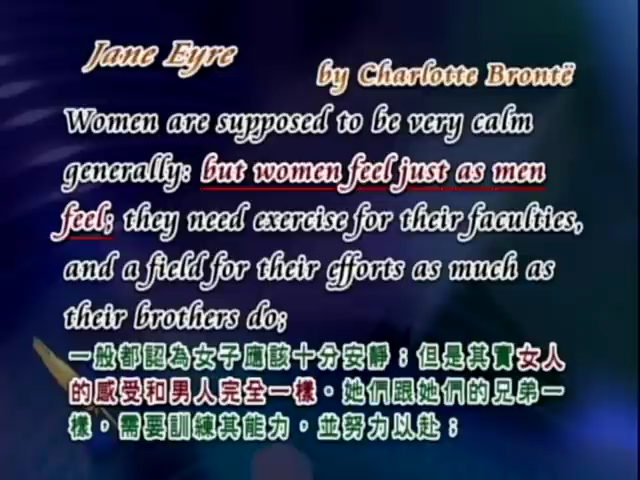 Jane Eyre
by Charlotte Brontë
Women are supposed to be very calm
generally: but women feel just as men
feel; they need exercise for their faculties,
and a field for their efforts as much as
their brothers do;
一般都認為女子應該十分安靜；但是其實女人
的感受和男人完全一樣。她們跟她們的兄弟一
樣，需要訓練其能力，並努力以赴；